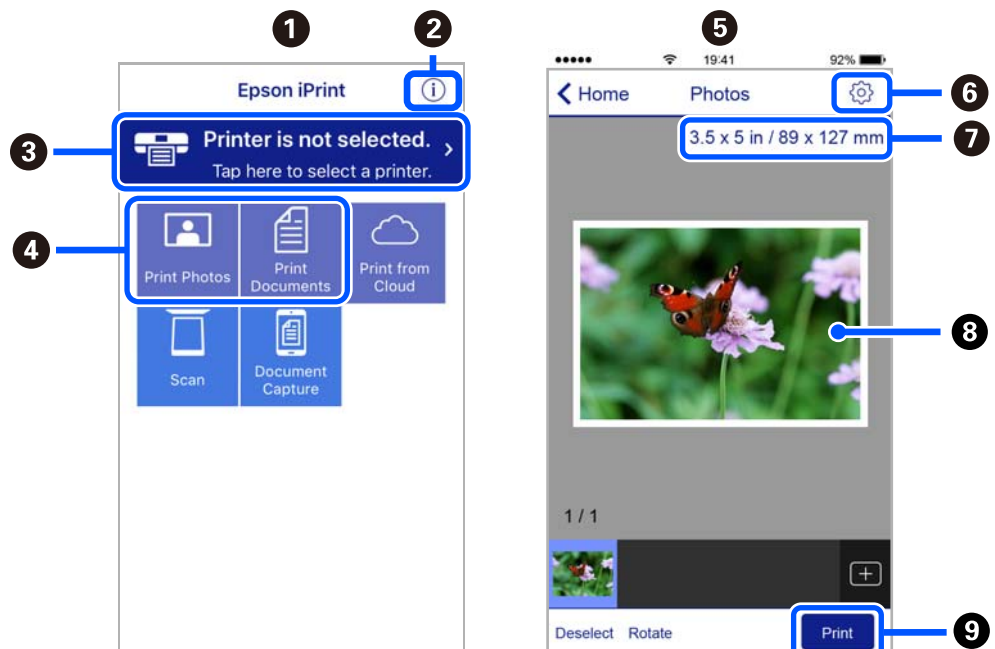 1
2
Epson iPrint
i
3
Printer is not selected.
Tap here to select a printer.
4
Print Photos
Print
Documents
Print from
Cloud
Scan
Document
Capture
5
19:41
92%
Home
Photos
6
3.5 x 5 in / 89 x 127 mm
7
8
1 / 1
Deselect
Rotate
Print
9